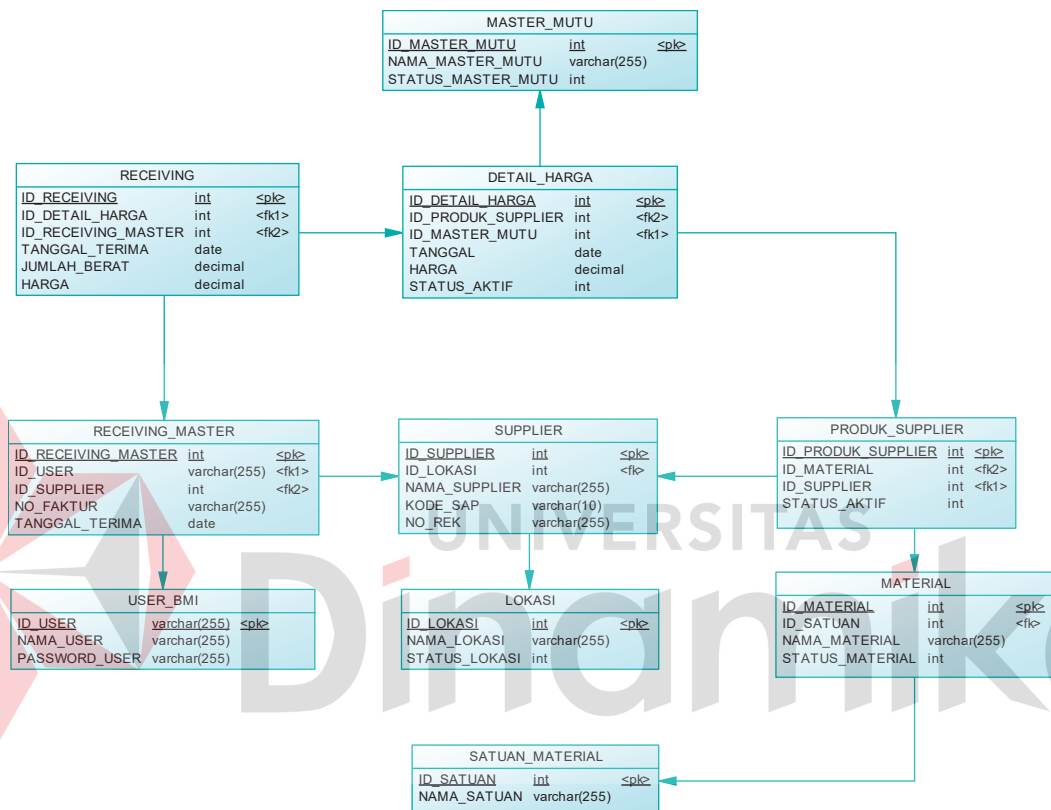 MASTER_MUTU
ID_MASTER_MUTU int <pk>
NAMA_MASTER_MUTU varchar(255)
STATUS_MASTER_MUTU int
RECEIVING
ID_RECEIVING int <pk>
ID_DETAIL_HARGA int <fk1>
ID_RECEIVING_MASTER int <fk2>
TANGGAL_TERIMA date
JUMLAH_BERAT decimal
HARGA decimal
DETAIL_HARGA
ID_DETAIL_HARGA int <pk>
ID_PRODUK_SUPPLIER int <fk2>
ID_MASTER_MUTU int <fk1>
TANGGAL date
HARGA decimal
STATUS_AKTIF int
RECEIVING_MASTER
ID_RECEIVING_MASTER int <pk>
ID_USER varchar(255) <fk1>
ID_SUPPLIER int <fk2>
NO_FAKTUR varchar(255)
TANGGAL_TERIMA date
SUPPLIER
ID_SUPPLIER int <pk>
ID_LOKASI int <fk>
NAMA_SUPPLIER varchar(255)
KODE_SAP varchar(10)
NO_REK varchar(255)
PRODUK_SUPPLIER
ID_PRODUK_SUPPLIER int <pk>
ID_MATERIAL int <fk2>
ID_SUPPLIER int <fk1>
STATUS_AKTIF int
UNIVERSITAS
Dinamika
USER_BMI
ID_USER varchar(255) <pk>
NAMA_USER varchar(255)
PASSWORD_USER varchar(255)
LOKASI
ID_LOKASI int <pk>
NAMA_LOKASI varchar(255)
STATUS_LOKASI int
MATERIAL
ID_MATERIAL int <pk>
ID_SATUAN int <fk>
NAMA_MATERIAL varchar(255)
STATUS_MATERIAL int
SATUAN_MATERIAL
ID_SATUAN int <pk>
NAMA_SATUAN varchar(255)